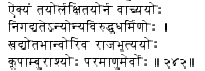 ऐक्यं तयोर्लक्षितयोर्न वाच्ययोः
निगद्यतेऽन्योन्यविरुद्धधर्मिणोः ।
खद्योतभान्वोरिव राजभृत्ययोः
कूपाम्बुराश्योः परमाणुमेर्वोः ॥ २४२॥